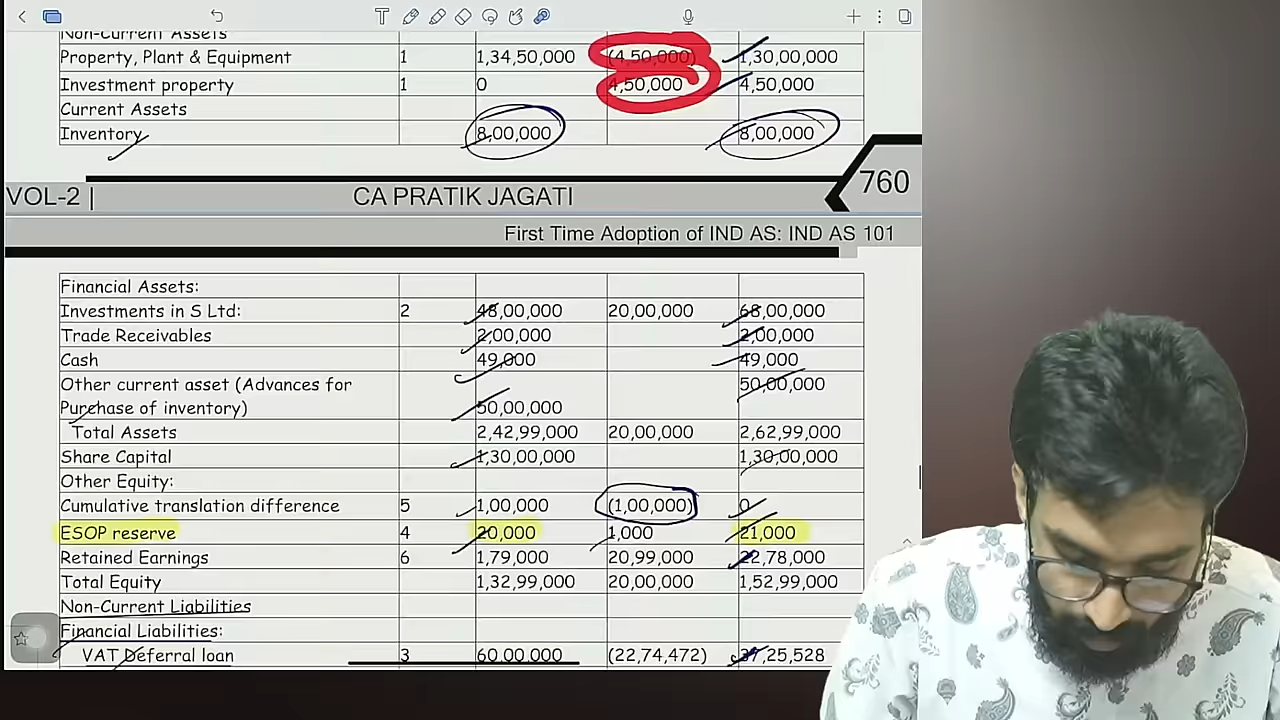 Non-Current Assets
Property, Plant & Equipment 1 1,34,50,000 (4,50,000) 1,30,00,000
Investment property 1 0 4,50,000 4,50,000
Current Assets
Inventory 8,00,000 8,00,000
760
VOL-2 | CA PRATIK JAGATI
First Time Adoption of IND AS: IND AS 101
Financial Assets:
Investments in S Ltd: 2 48,00,000 20,00,000 68,00,000
Trade Receivables 2,00,000 2,00,000
Cash 49,000 49,000
Other current asset (Advances for 50,00,000
Purchase of inventory) 50,00,000
Total Assets 2,42,99,000 20,00,000 2,62,99,000
Share Capital 1,30,00,000 1,30,00,000
Other Equity:
Cumulative translation difference 5 1,00,000 (1,00,000) 0
ESOP reserve 4 20,000 1,000 21,000
Retained Earnings 6 1,79,000 20,99,000 22,78,000
Total Equity 1,32,99,000 20,00,000 1,52,99,000
Non-Current Liabilities
Financial Liabilities:
VAT Deferral loan 3 60,00,000 (22,74,472) 37,25,528